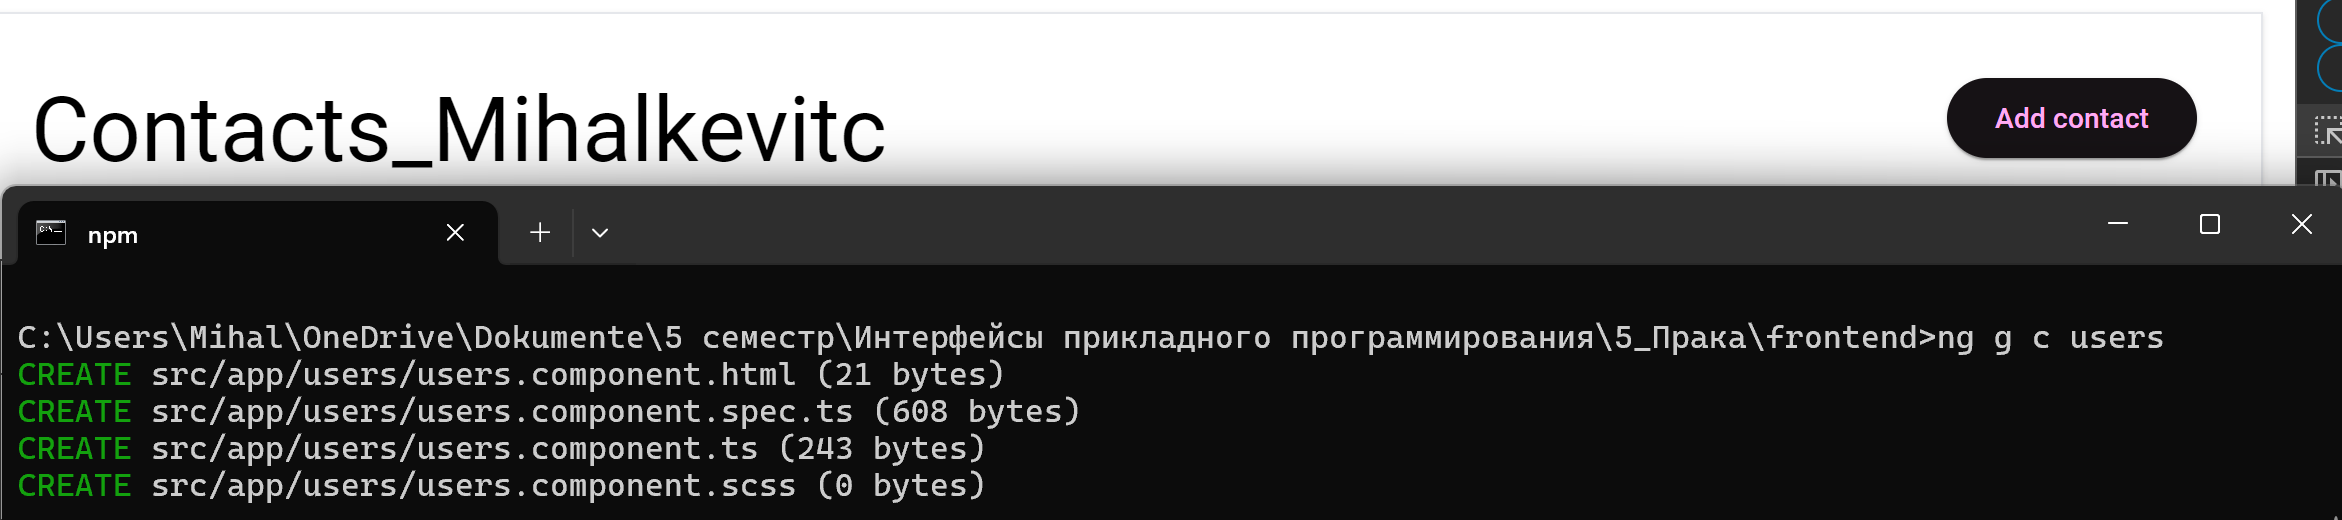 Contacts_Mihalkevitc
Add contact
npm
C:\Users\Mihal\OneDrive\Dokumente\5 семестр\Интерфейсы прикладного программирования\5_Прака\frontend>ng g c users
CREATE src/app/users/users.component.html (21 bytes)
CREATE src/app/users/users.component.spec.ts (608 bytes)
CREATE src/app/users/users.component.ts (243 bytes)
CREATE src/app/users/users.component.scss (0 bytes)